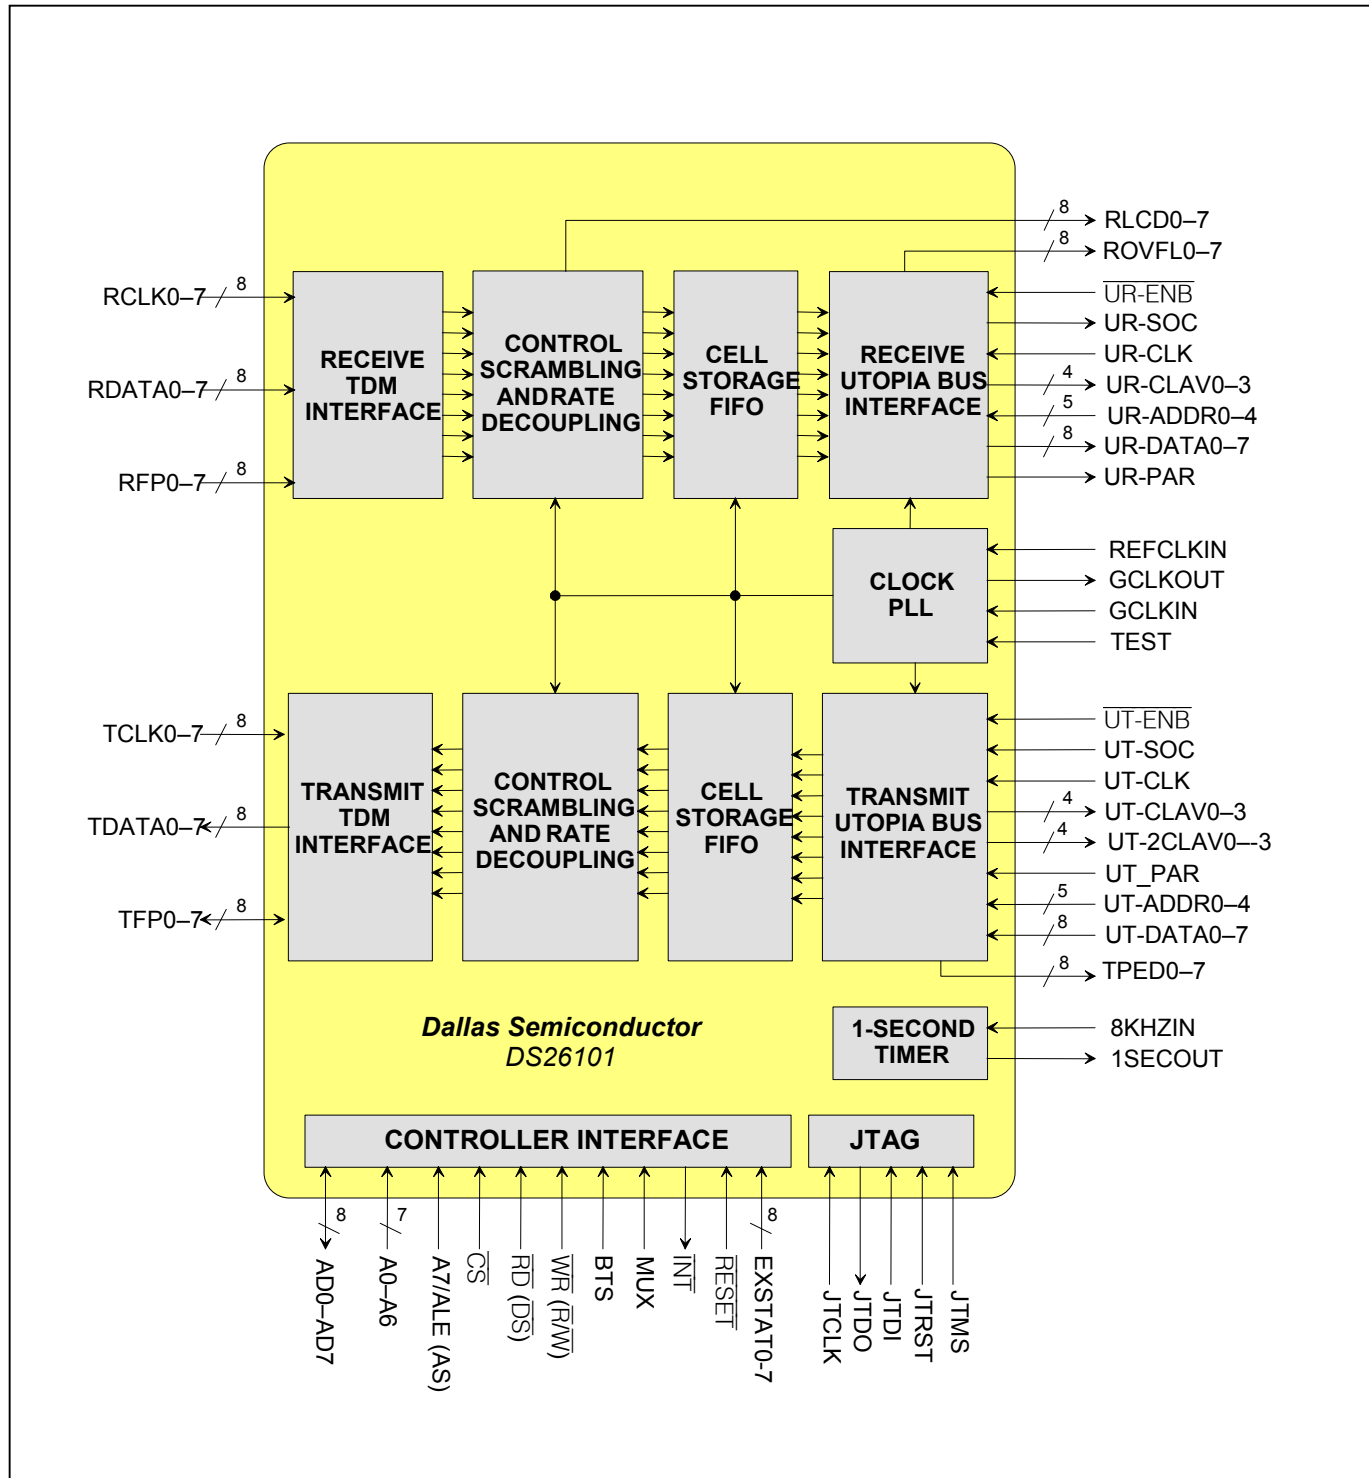 8
RLCD0–7
8
ROVFL0–7
RCLK0–7
8
RDATA0–7
8
RFP0–7
8
RECEIVE
TDM
INTERFACE
CONTROL
SCRAMBLING
AND RATE
DECOUPLING
CELL
STORAGE
FIFO
RECEIVE
UTOPIA BUS
INTERFACE
UR-ENB
UR-SOC
UR-CLK
4
UR-CLAV0–3
5
UR-ADDR0–4
8
UR-DATA0–7
UR-PAR
CLOCK
PLL
REFCLKIN
GCLKOUT
GCLKIN
TEST
TCLK0–7
8
TDATA0–7
8
TFP0–7
8
TRANSMIT
TDM
INTERFACE
CONTROL
SCRAMBLING
AND RATE
DECOUPLING
CELL
STORAGE
FIFO
TRANSMIT
UTOPIA BUS
INTERFACE
UT-ENB
UT-SOC
UT-CLK
4
UT-CLAV0–3
4
UT-2CLAV0–-3
UT_PAR
5
UT-ADDR0–4
8
UT-DATA0–7
8
TPED0–7
Dallas Semiconductor
DS26101
1-SECOND
TIMER
8KHZIN
1SECOUT
CONTROLLER INTERFACE
JTAG
8
AD0–AD7
7
A0–A6
A7/ALE (AS)
CS
RD (DS)
WR (R/W)
BTS
MUX
INT
RESET
8
EXSTAT0-7
JTCLK
JTDO
JTDI
JTRST
JTMS